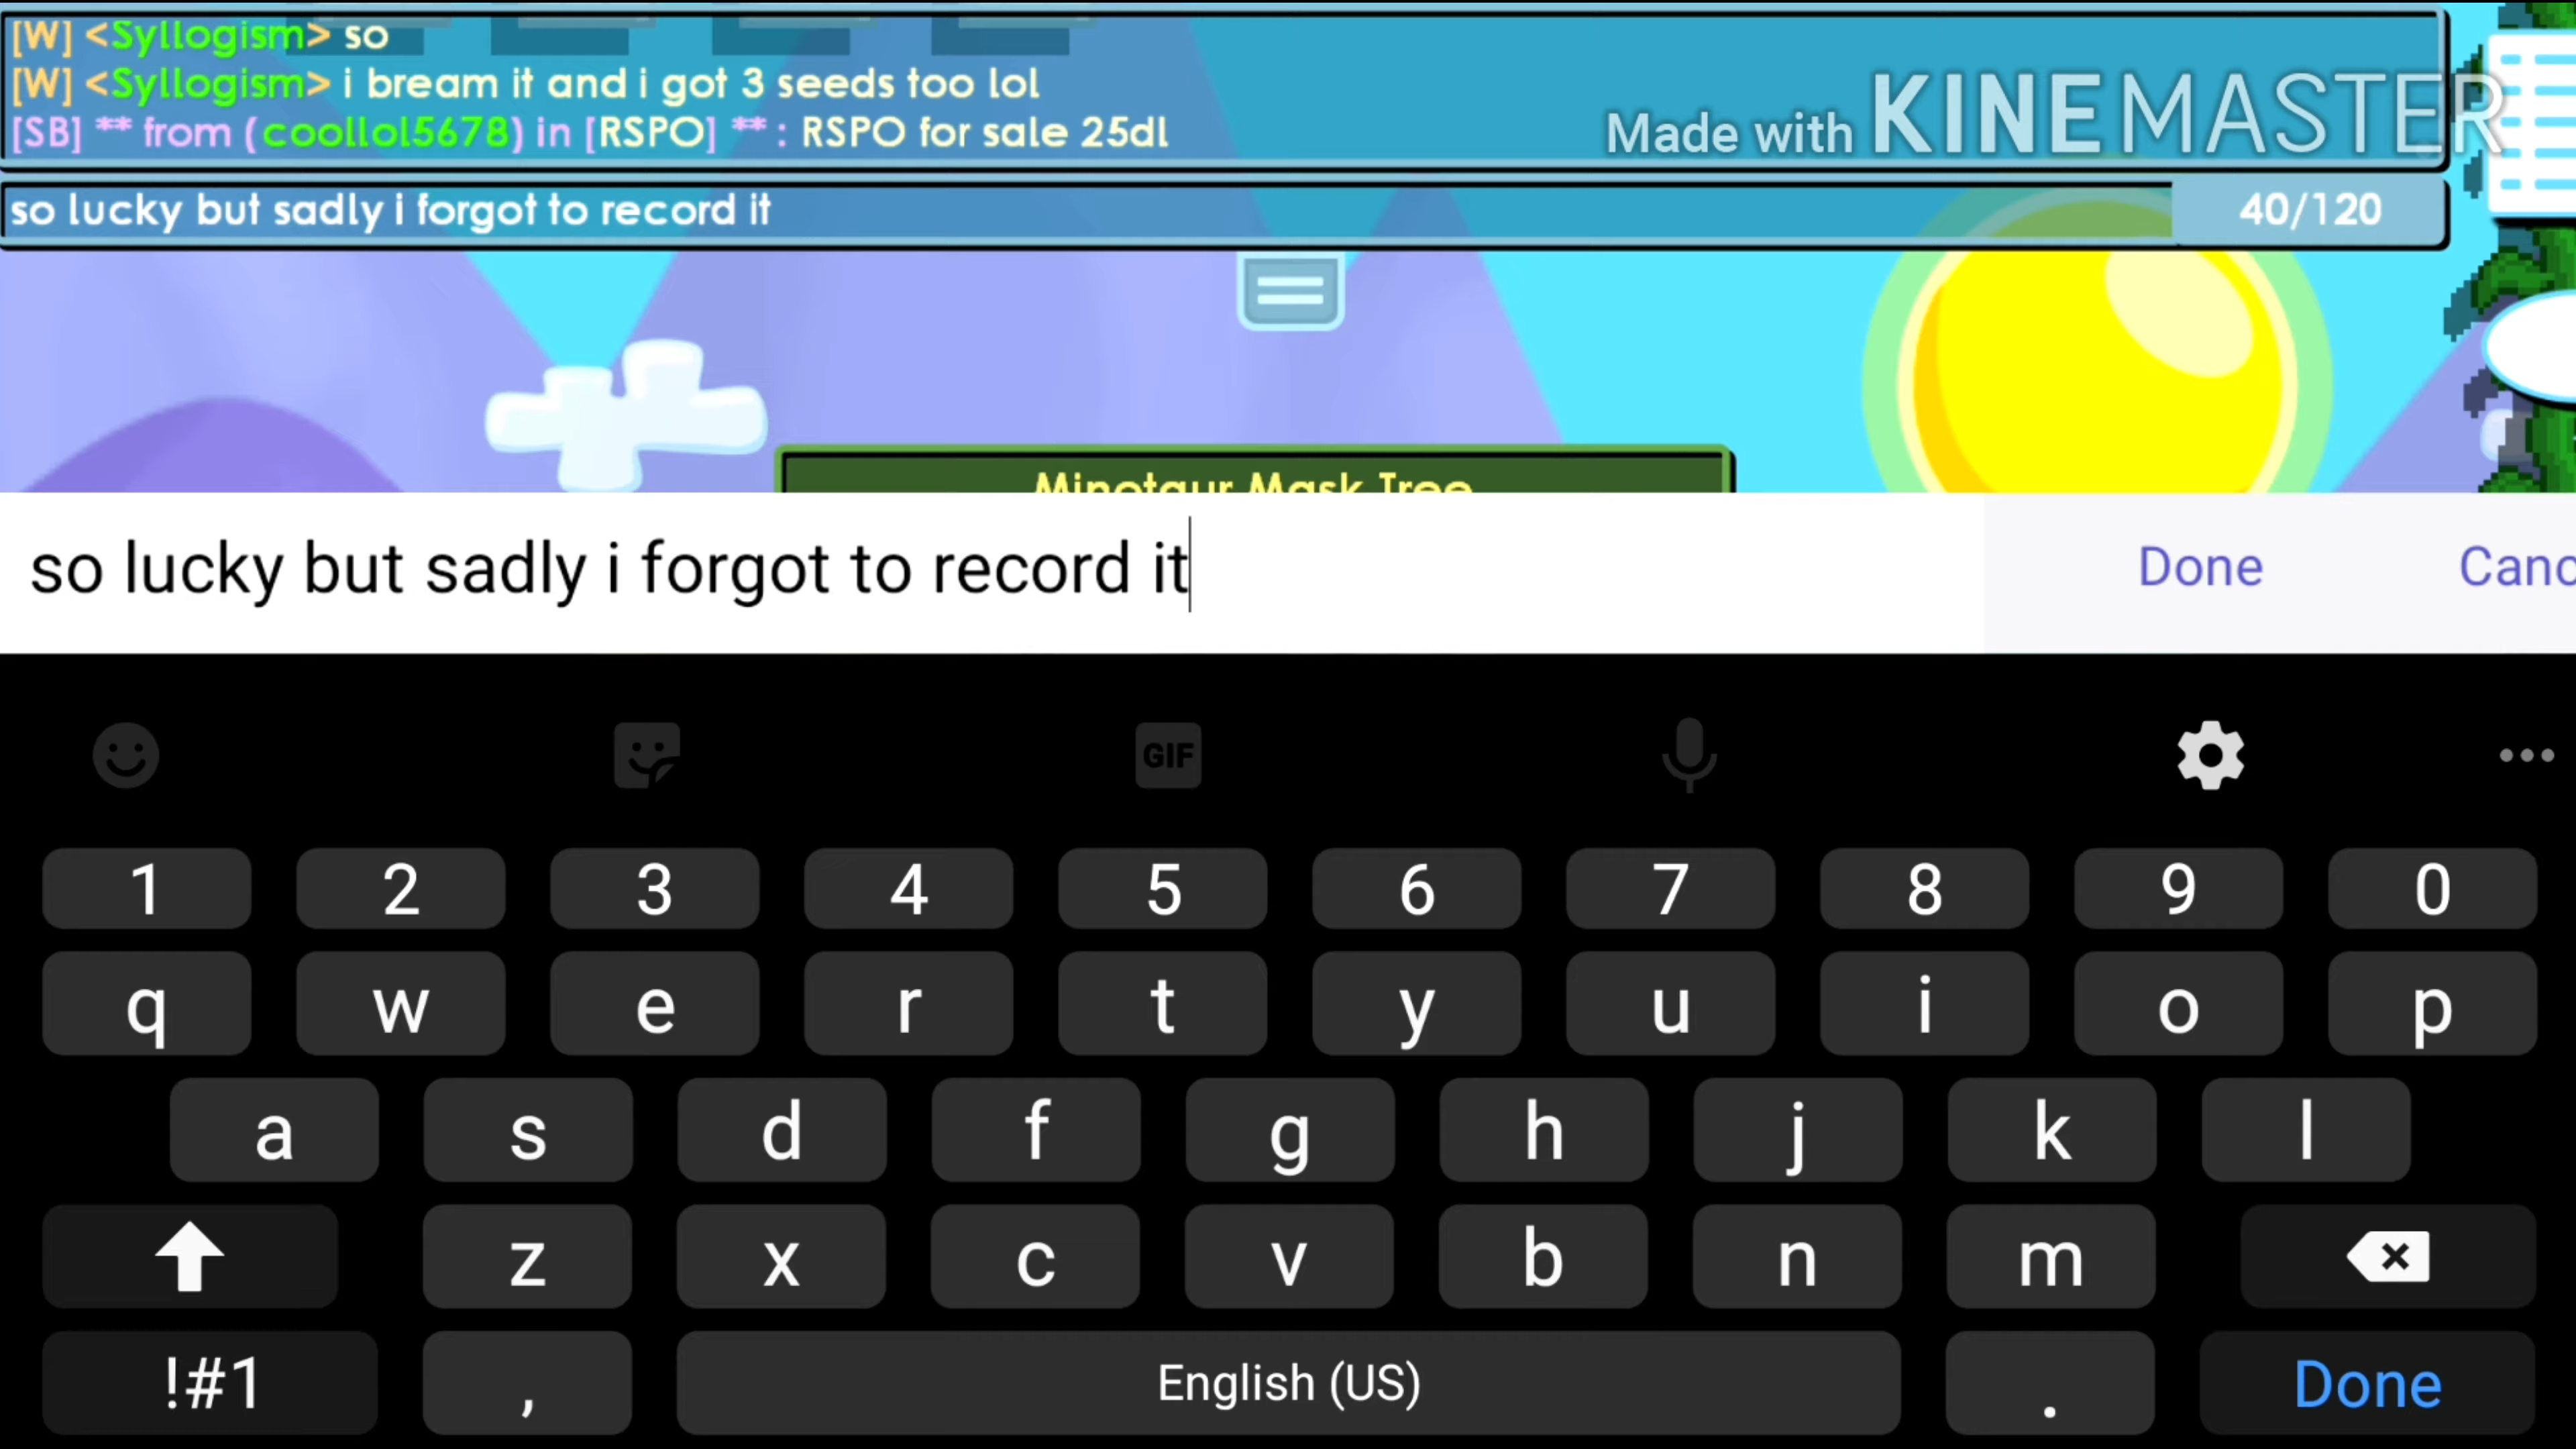 [W] <Syllogism> so
[W] <Syllogism> i bream it and i got 3 seeds too lol
[SB] ** from (coollol5678) in [RSPO] ** : RSPO for sale 25dl
Made with KINEMASTER
so lucky but sadly i forgot to record it 40/120
Minotaur Mask Tree
so lucky but sadly i forgot to record it Done Canc
GIF
1 2 3 4 5 6 7 8 9 0
q w e r t y u i o p
a s d f g h j k l
z x c v b n m
!#1 , English (US) . Done